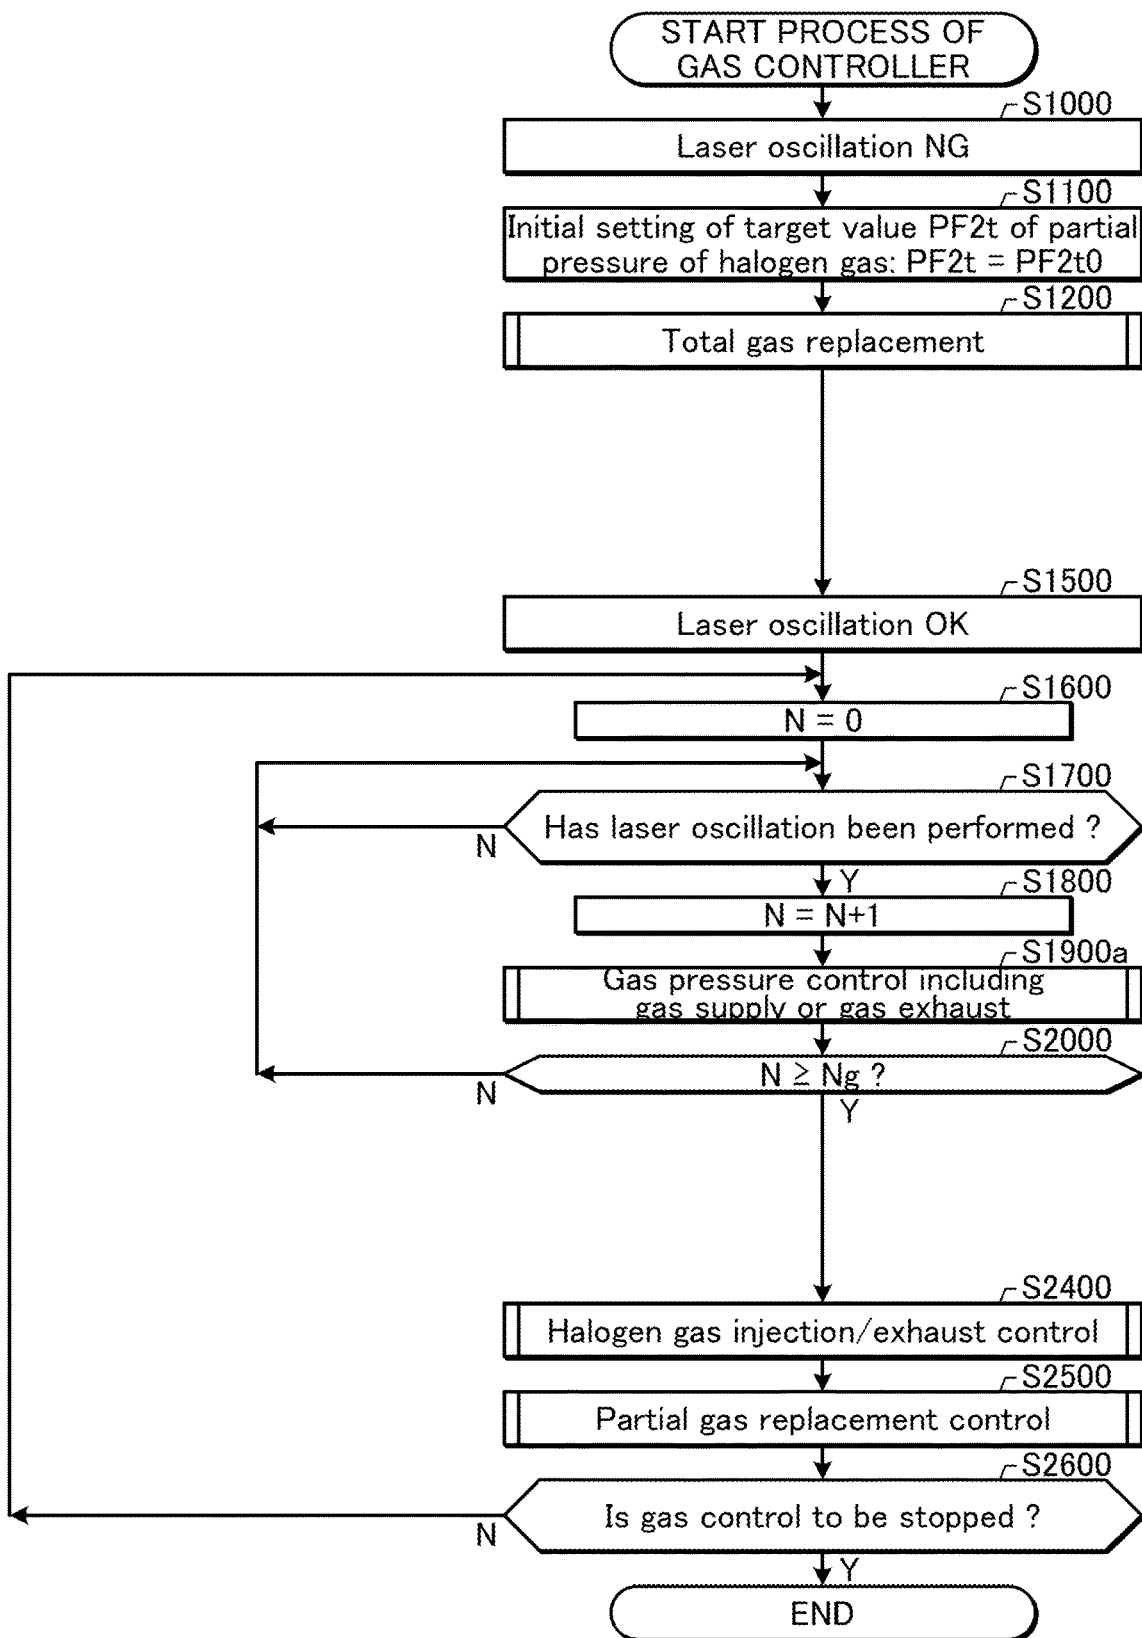 START PROCESS OF
GAS CONTROLLER
S1000
Laser oscillation NG
S1100
Initial setting of target value PF2t of partial
pressure of halogen gas: PF2t = PF2t0
S1200
Total gas replacement
S1500
Laser oscillation OK
S1600
N = 0
S1700
Has laser oscillation been performed ?
N
Y
S1800
N = N+1
S1900a
Gas pressure control including
gas supply or gas exhaust
S2000
N ≥ Ng ?
N
Y
S2400
Halogen gas injection/exhaust control
S2500
Partial gas replacement control
S2600
Is gas control to be stopped ?
N
Y
END